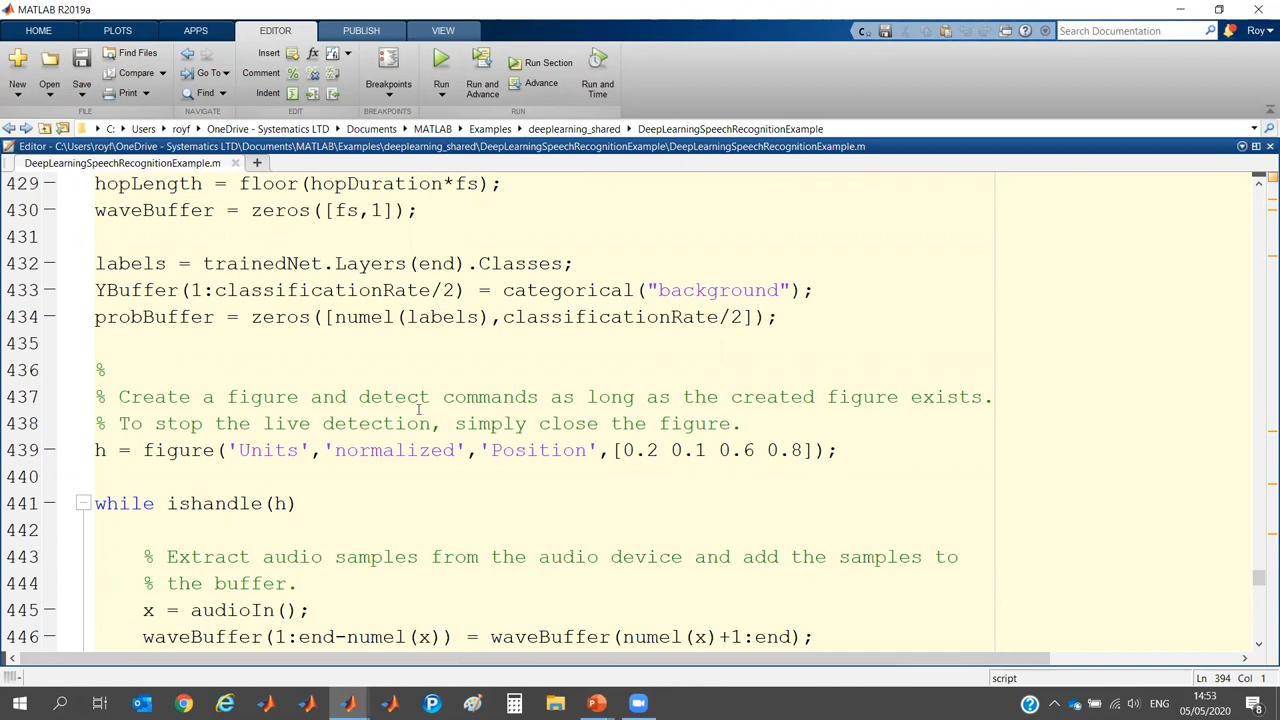 MATLAB R2019a
HOME PLOTS APPS EDITOR PUBLISH VIEW Search Documentation Roy
New Open Save Find Files Compare Print Go To Find Insert Comment Indent fx Breakpoints Run Run and Advance Run Section Advance Run and Time
FILE NAVIGATE EDIT BREAKPOINTS RUN
C: Users royf OneDrive - Systematics LTD Documents MATLAB Examples deeplearning_shared DeepLearningSpeechRecognitionExample
Editor - C:\Users\royf\OneDrive - Systematics LTD\Documents\MATLAB\Examples\deeplearning_shared\DeepLearningSpeechRecognitionExample\DeepLearningSpeechRecognitionExample.m
DeepLearningSpeechRecognitionExample.m
429 hopLength = floor(hopDuration*fs);
430 waveBuffer = zeros([fs,1]);
431
432 labels = trainedNet.Layers(end).Classes;
433 YBuffer(1:classificationRate/2) = categorical("background");
434 probBuffer = zeros([numel(labels),classificationRate/2]);
435
436 %
437 % Create a figure and detect commands as long as the created figure exists.
438 % To stop the live detection, simply close the figure.
439 h = figure('Units','normalized','Position',[0.2 0.1 0.6 0.8]);
440
441 while ishandle(h)
442
443 % Extract audio samples from the audio device and add the samples to
444 % the buffer.
445 x = audioIn();
446 waveBuffer(1:end-numel(x)) = waveBuffer(numel(x)+1:end);
script Ln 394 Col 1
ENG 14:53 05/05/2020 8